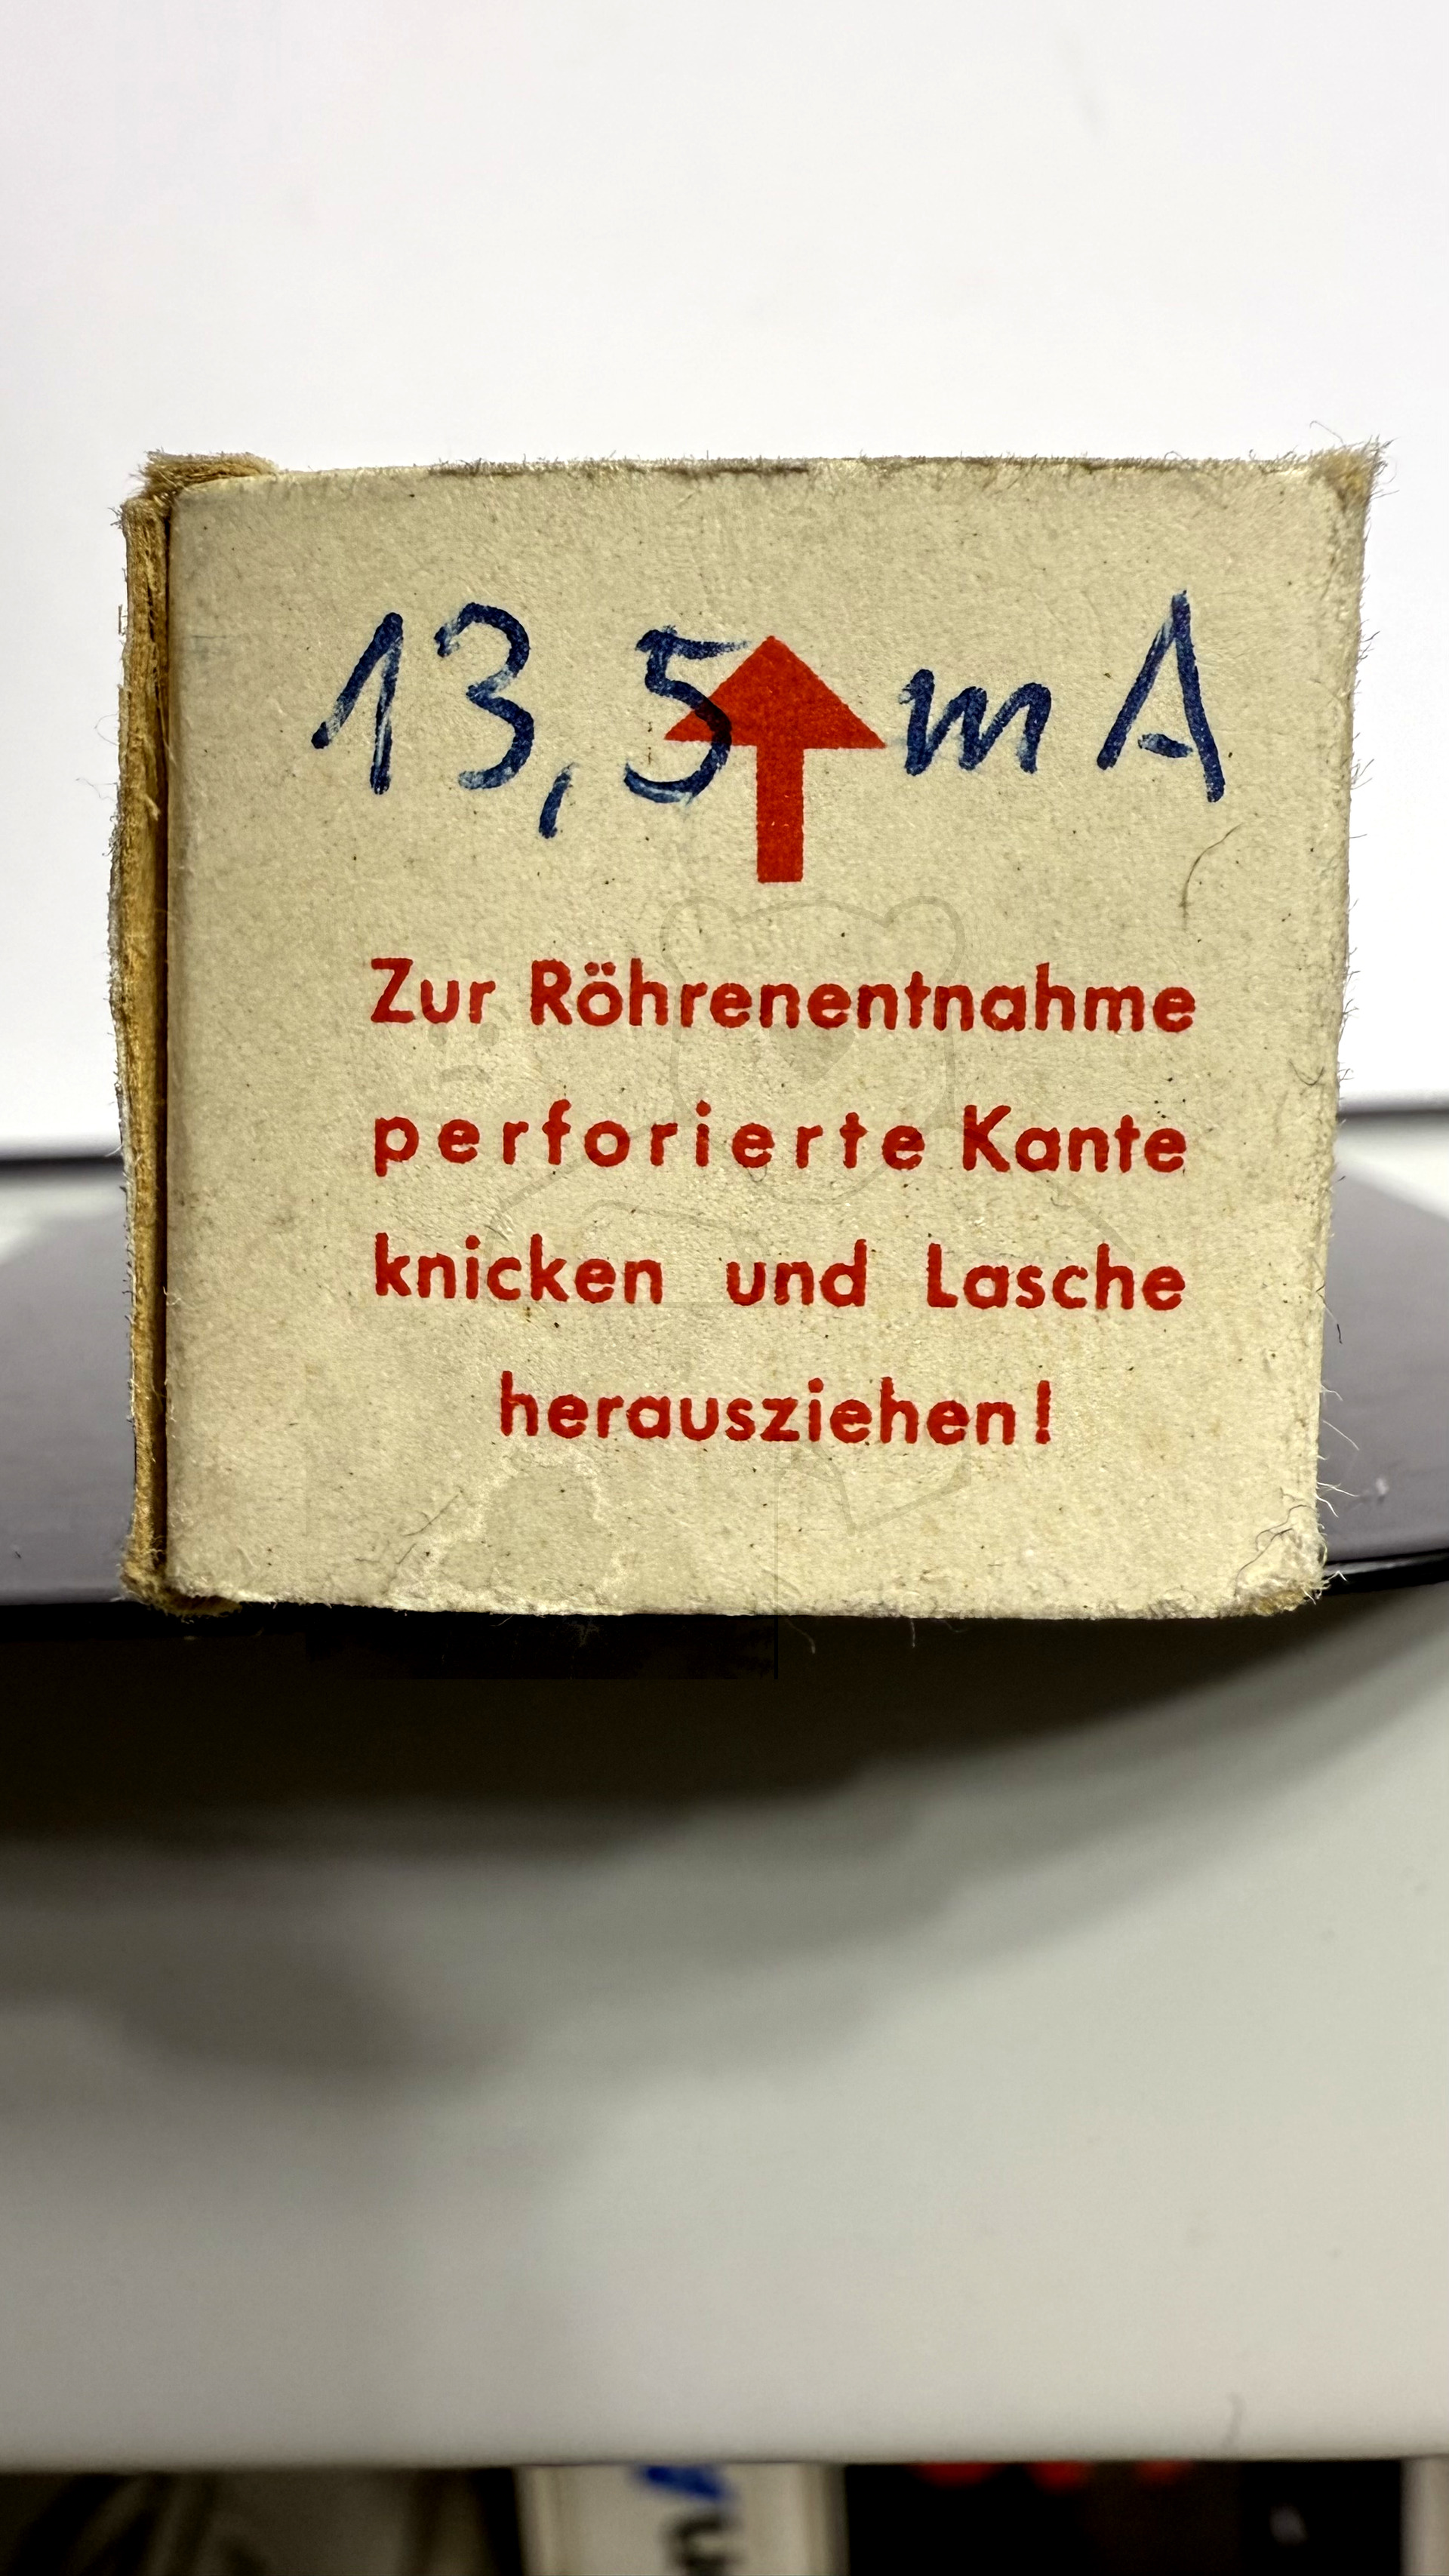 13,5 mA
Zur Röhrenentnahme
perforierte Kante
knicken und Lasche
herausziehen!